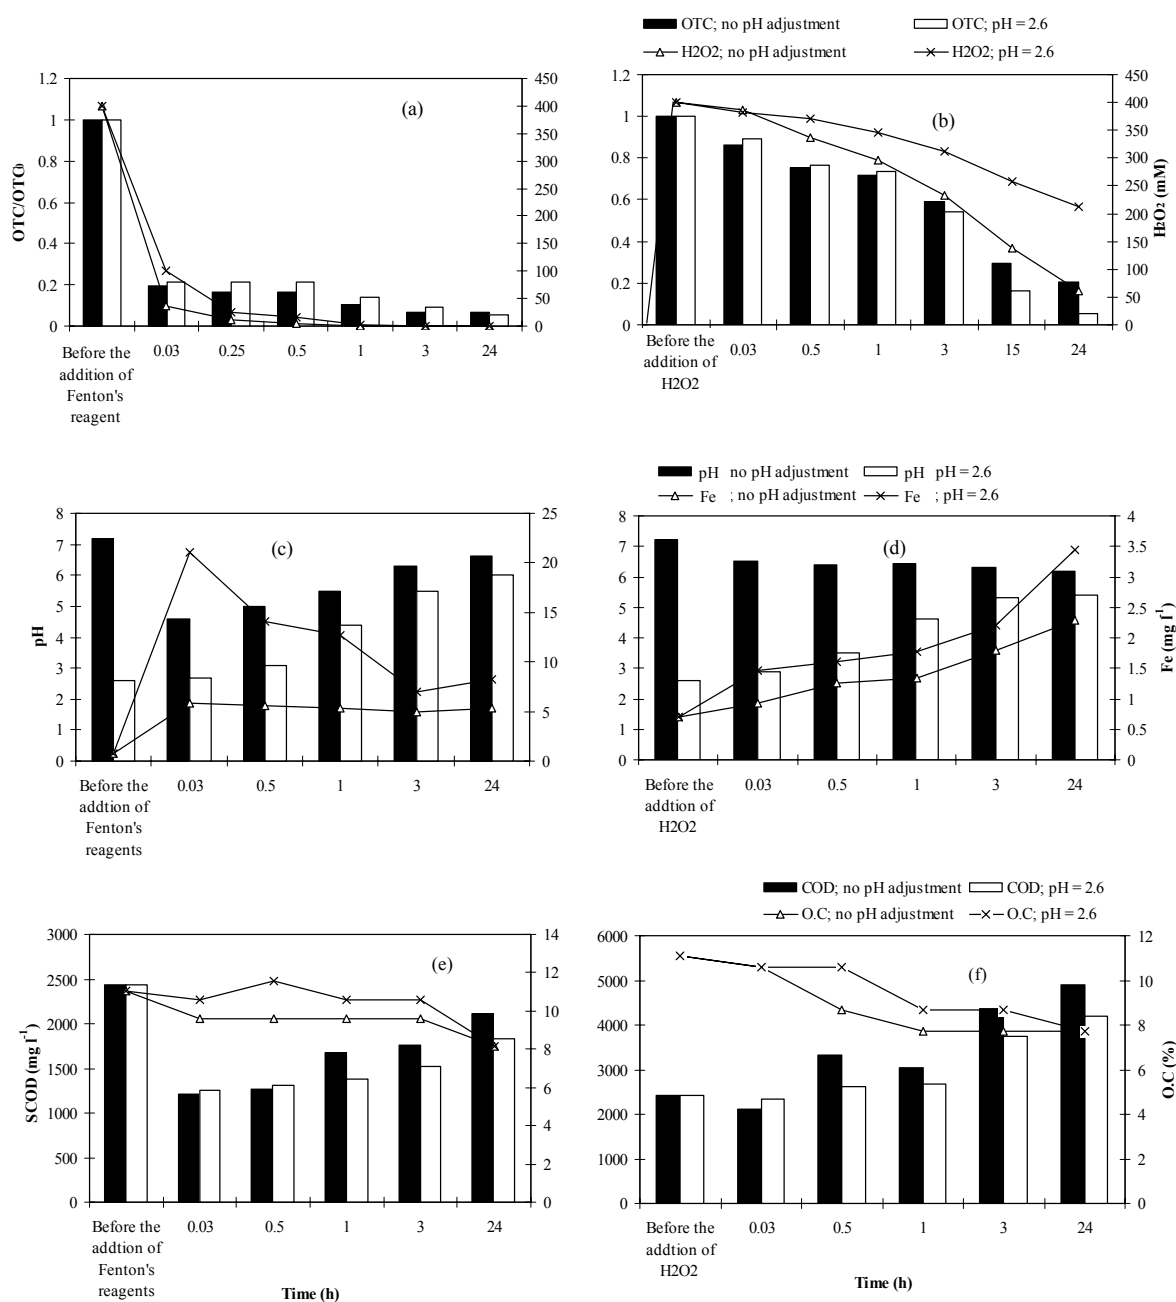 OTC; no pH adjustment OTC; pH = 2.6
H2O2; no pH adjustment H2O2; pH = 2.6
OTC/OTC0
1.2
1
0.8
0.6
0.4
0.2
0
(a)
450
400
350
300
250
200
150
100
50
0
Before the
addition of
Fenton's
reagent
0.03 0.25 0.5 1 3 24
1.2
1
0.8
0.6
0.4
0.2
0
(b)
450
400
350
300
250
200
150
100
50
0
H2O2 (mM)
Before the
addition of
H2O2
0.03 0.5 1 3 15 24
pH no pH adjustment pH pH = 2.6
Fe ; no pH adjustment Fe ; pH = 2.6
pH
8
7
6
5
4
3
2
1
0
(c)
25
20
15
10
5
0
Before the
addtion of
Fenton's
reagents
0.03 0.5 1 3 24
8
7
6
5
4
3
2
1
0
(d)
4
3.5
3
2.5
2
1.5
1
0.5
0
Fe (mg l-1)
Before the
addition of
H2O2
0.03 0.5 1 3 24
COD; no pH adjustment COD; pH = 2.6
O.C; no pH adjustment O.C; pH = 2.6
SCOD (mg l-1)
3000
2500
2000
1500
1000
500
0
(e)
14
12
10
8
6
4
2
0
Before the
addtion of
Fenton's
reagents
0.03 0.5 1 3 24
Time (h)
6000
5000
4000
3000
2000
1000
0
(f)
12
10
8
6
4
2
0
O.C (%)
Before the
addition of
H2O2
0.03 0.5 1 3 24
Time (h)